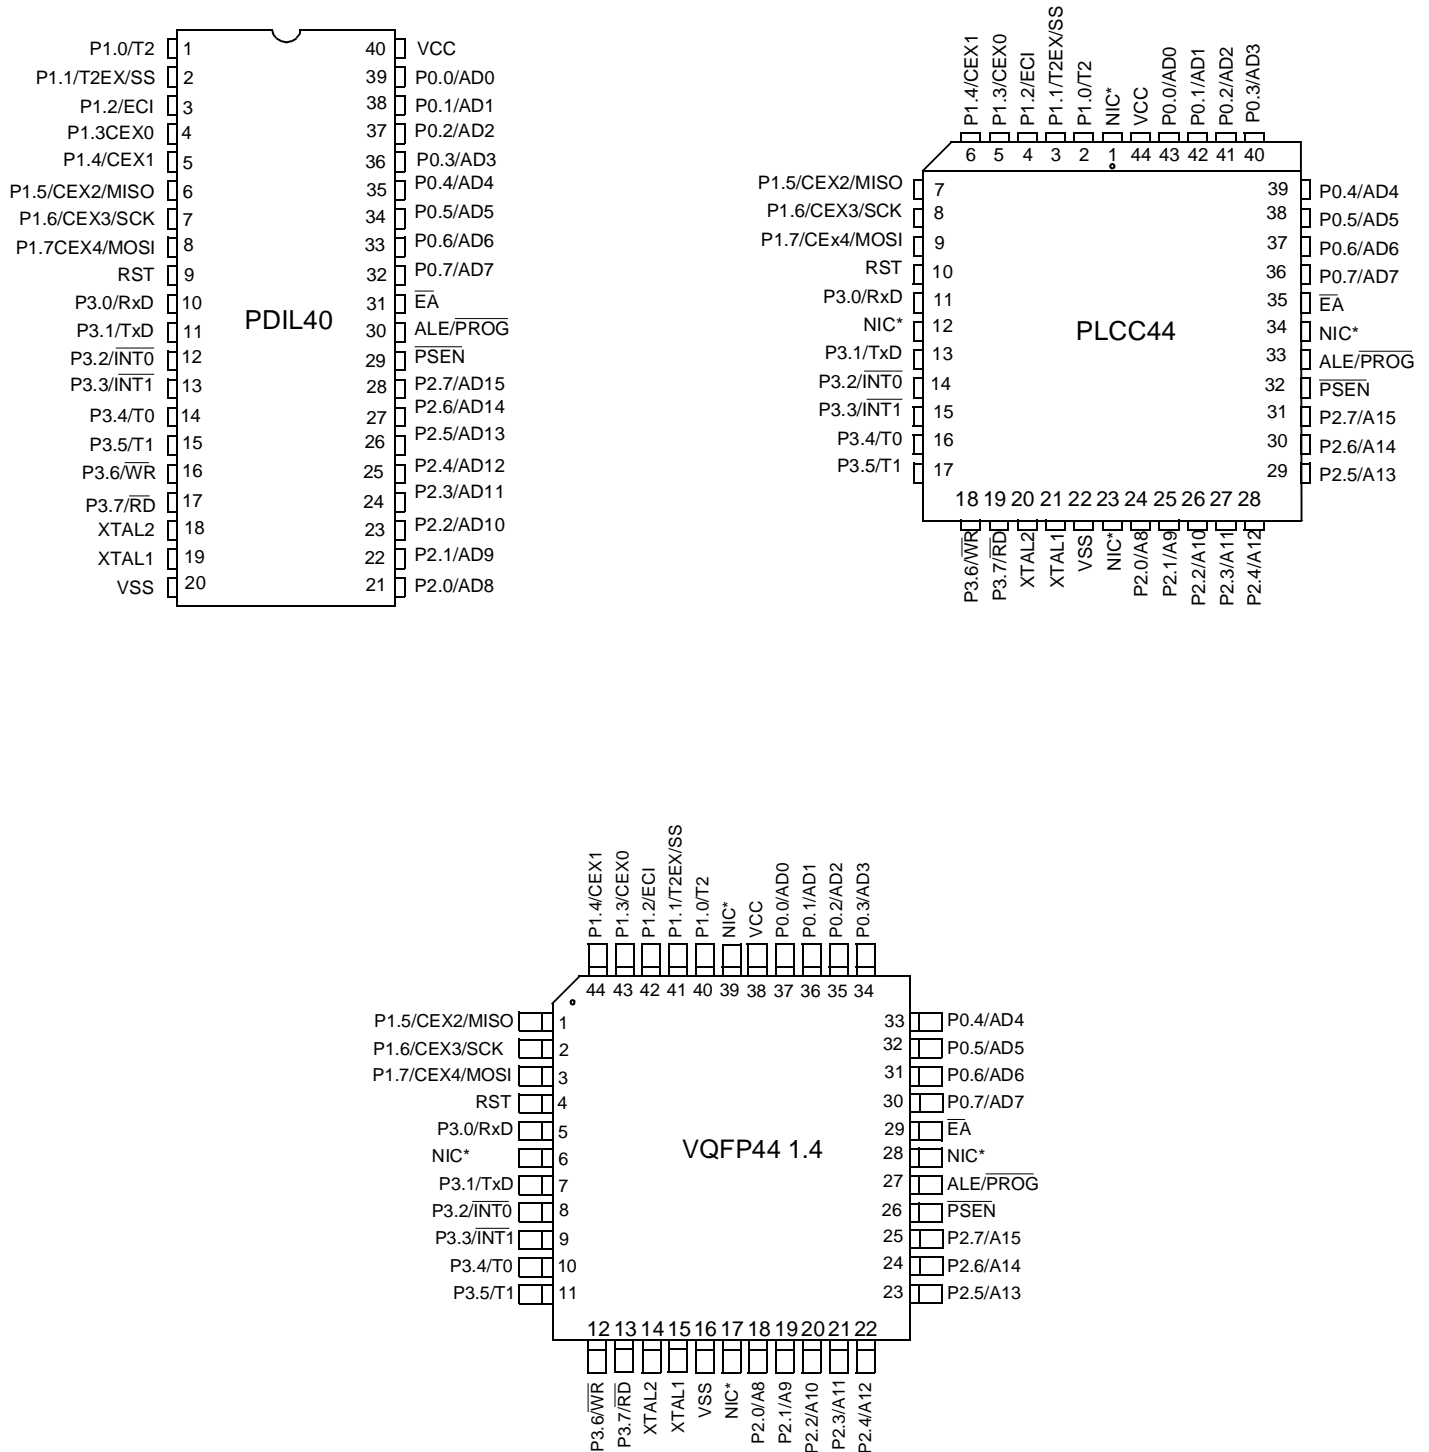 PDIL40
P1.0/T2 1
P1.1/T2EX/SS 2
P1.2/ECI 3
P1.3CEX0 4
P1.4/CEX1 5
P1.5/CEX2/MISO 6
P1.6/CEX3/SCK 7
P1.7CEX4/MOSI 8
RST 9
P3.0/RxD 10
P3.1/TxD 11
P3.2/INT0 12
P3.3/INT1 13
P3.4/T0 14
P3.5/T1 15
P3.6/WR 16
P3.7/RD 17
XTAL2 18
XTAL1 19
VSS 20
40 VCC
39 P0.0/AD0
38 P0.1/AD1
37 P0.2/AD2
36 P0.3/AD3
35 P0.4/AD4
34 P0.5/AD5
33 P0.6/AD6
32 P0.7/AD7
31 EA
30 ALE/PROG
29 PSEN
28 P2.7/AD15
27 P2.6/AD14
26 P2.5/AD13
25 P2.4/AD12
24 P2.3/AD11
23 P2.2/AD10
22 P2.1/AD9
21 P2.0/AD8
PLCC44
P1.4/CEX1 6
P1.3/CEX0 5
P1.2/ECI 4
P1.1/T2EX/SS 3
P1.0/T2 2
NIC* 1
VCC 44
P0.0/AD0 43
P0.1/AD1 42
P0.2/AD2 41
P0.3/AD3 40
P1.5/CEX2/MISO 7
P1.6/CEX3/SCK 8
P1.7/CEx4/MOSI 9
RST 10
P3.0/RxD 11
NIC* 12
P3.1/TxD 13
P3.2/INT0 14
P3.3/INT1 15
P3.4/T0 16
P3.5/T1 17
39 P0.4/AD4
38 P0.5/AD5
37 P0.6/AD6
36 P0.7/AD7
35 EA
34 NIC*
33 ALE/PROG
32 PSEN
31 P2.7/A15
30 P2.6/A14
29 P2.5/A13
18 P3.6/WR
19 P3.7/RD
20 XTAL2
21 XTAL1
22 VSS
23 NIC*
24 P2.0/A8
25 P2.1/A9
26 P2.2/A10
27 P2.3/A11
28 P2.4/A12
VQFP44 1.4
P1.4/CEX1 44
P1.3/CEX0 43
P1.2/ECI 42
P1.1/T2EX/SS 41
P1.0/T2 40
NIC* 39
VCC 38
P0.0/AD0 37
P0.1/AD1 36
P0.2/AD2 35
P0.3/AD3 34
P1.5/CEX2/MISO 1
P1.6/CEX3/SCK 2
P1.7/CEX4/MOSI 3
RST 4
P3.0/RxD 5
NIC* 6
P3.1/TxD 7
P3.2/INT0 8
P3.3/INT1 9
P3.4/T0 10
P3.5/T1 11
33 P0.4/AD4
32 P0.5/AD5
31 P0.6/AD6
30 P0.7/AD7
29 EA
28 NIC*
27 ALE/PROG
26 PSEN
25 P2.7/A15
24 P2.6/A14
23 P2.5/A13
12 P3.6/WR
13 P3.7/RD
14 XTAL2
15 XTAL1
16 VSS
17 NIC*
18 P2.0/A8
19 P2.1/A9
20 P2.2/A10
21 P2.3/A11
22 P2.4/A12